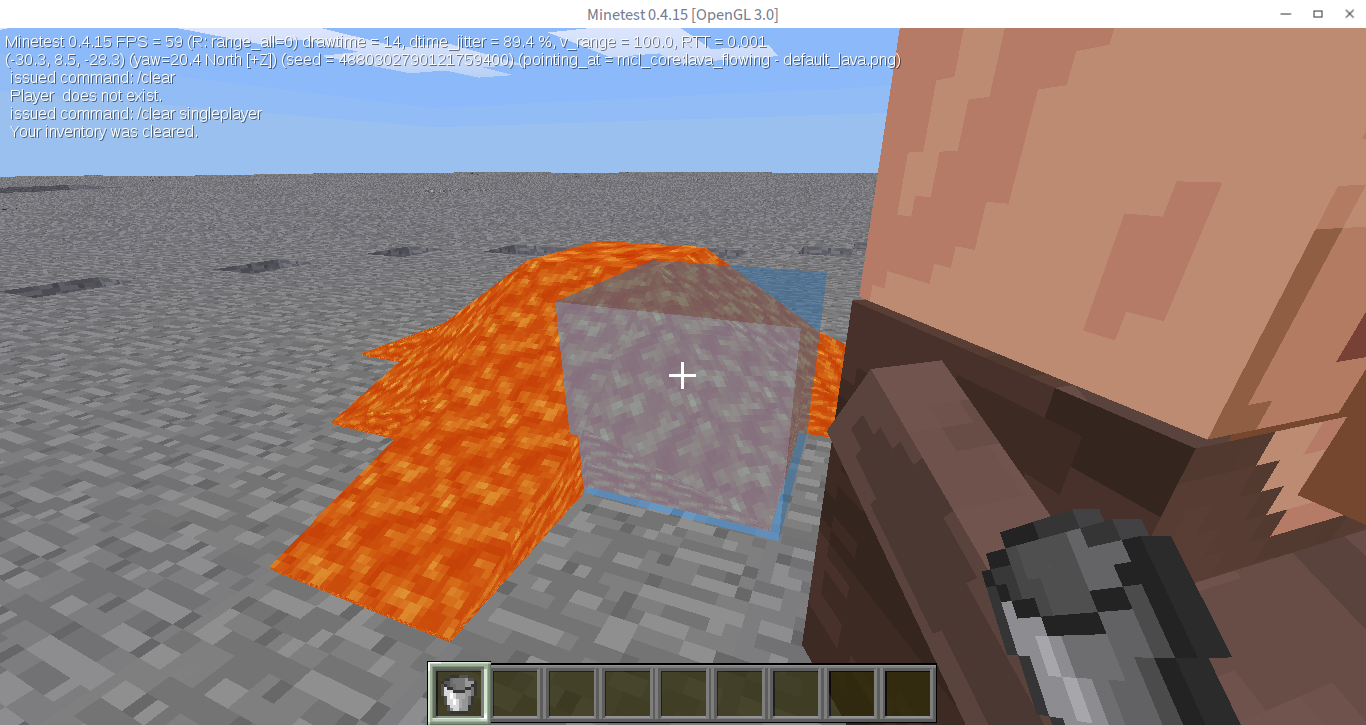 Minetest 0.4.15 [OpenGL 3.0]
Minetest 0.4.15 FPS = 59 (R: range_all=0) drawtime = 14, dtime_jitter = 89.4 %, v_range = 100.0, RTT = 0.001
(-30.3, 8.5, -28.3) (yaw=20.4 North [+Z]) (seed = 4880302790121759400) (pointing_at = mcl_core:lava_flowing - default_lava.png)
issued command: /clear
Player  does not exist.
issued command: /clear singleplayer
Your inventory was cleared.